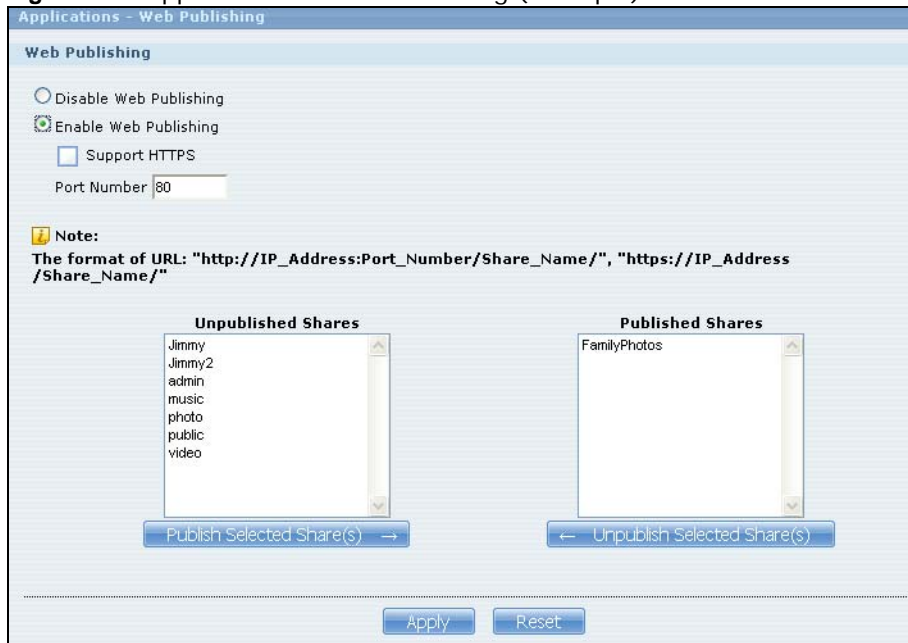 Applications - Web Publishing
Web Publishing
Disable Web Publishing
Enable Web Publishing
Support HTTPS
Port Number 80
Note:
The format of URL: "http://IP_Address:Port_Number/Share_Name/", "https://IP_Address
/Share_Name/"
Unpublished Shares
Published Shares
Jimmy
Jimmy2
admin
music
photo
public
video
FamilyPhotos
Publish Selected Share(s) →
← Unpublish Selected Share(s)
Apply
Reset